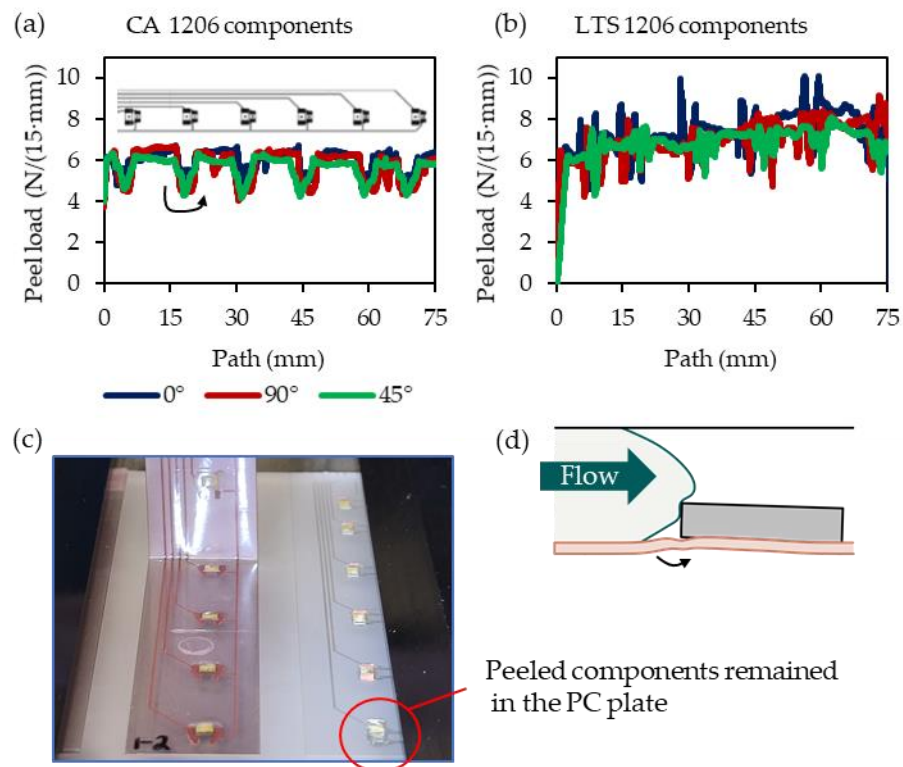 (a)
CA 1206 components
(b)
LTS 1206 components
Peel load (N/(15·mm))
10
8
6
4
2
0
0
15
30
45
60
75
Path (mm)
Peel load (N/(15·mm))
10
8
6
4
2
0
0
15
30
45
60
75
Path (mm)
0°
90°
45°
(c)
1-2
(d)
Flow
Peeled components remained
in the PC plate